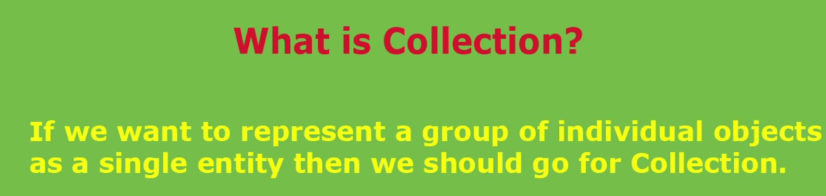 What is Collection?
If we want to represent a group of individual objects
as a single entity then we should go for Collection.